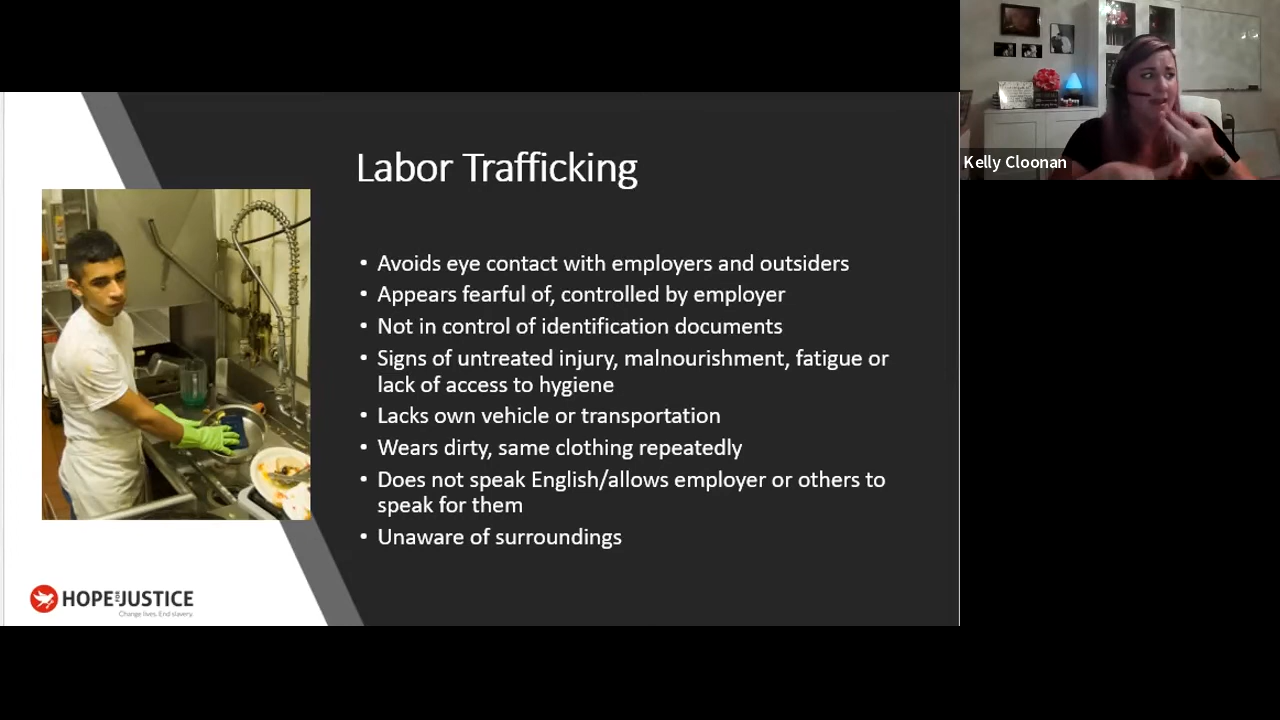 Kelly Cloonan
Labor Trafficking
• Avoids eye contact with employers and outsiders
• Appears fearful of, controlled by employer
• Not in control of identification documents
• Signs of untreated injury, malnourishment, fatigue or
lack of access to hygiene
• Lacks own vehicle or transportation
• Wears dirty, same clothing repeatedly
• Does not speak English/allows employer or others to
speak for them
• Unaware of surroundings
HOPE FOR JUSTICE
Change lives. End slavery.